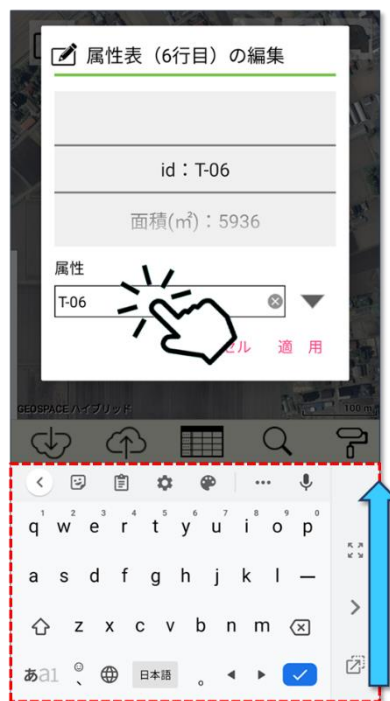 属性表（6行目）の編集
id：T-06
面積(㎡)：5936
属性
T-06
セル 適 用
GEOSPACE ハイブリッド
100 m
1 2 3 4 5 6 7 8 9 0
q w e r t y u i o p
a s d f g h j k l ー
z x c v b n m
あa1 、 日本語 。